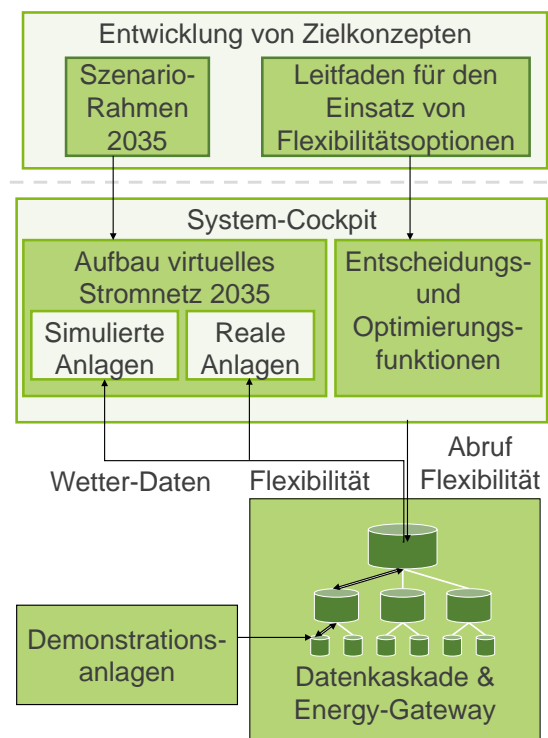 Entwicklung von Zielkonzepten
Szenario-
Rahmen
2035
Leitfaden für den
Einsatz von
Flexibilitätsoptionen
System-Cockpit
Aufbau virtuelles
Stromnetz 2035
Simulierte
Anlagen
Reale
Anlagen
Entscheidungs-
und
Optimierungs-
funktionen
Wetter-Daten
Flexibilität
Abruf
Flexibilität
Demonstrations-
anlagen
Datenkaskade &
Energy-Gateway